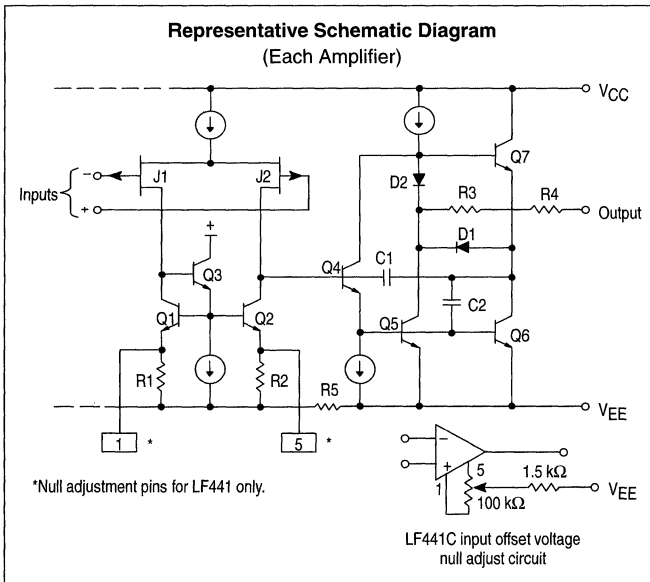 Representative Schematic Diagram
(Each Amplifier)
VCC
J1
J2
Q7
D2
R3
R4
Inputs
−
+
Output
D1
+
Q3
Q4
C1
Q1
Q2
C2
Q5
Q6
R1
R2
R5
VEE
1
*
5
*
*Null adjustment pins for LF441 only.
−
+
5
1.5 kΩ
VEE
1
100 kΩ
LF441C input offset voltage
null adjust circuit